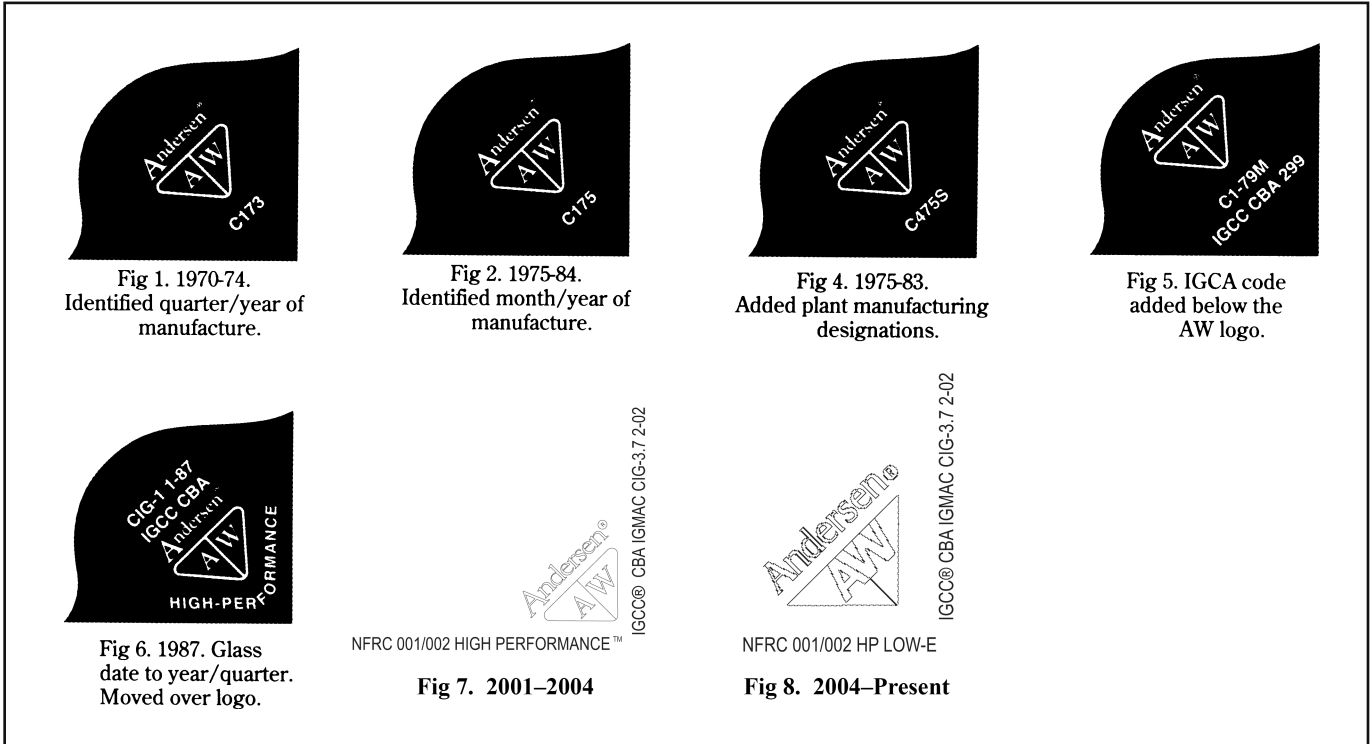 Andersen®
AW
C173
Fig 1. 1970-74.
Identified quarter/year of
manufacture.
Andersen®
AW
C175
Fig 2. 1975-84.
Identified month/year of
manufacture.
Andersen®
AW
C475S
Fig 4. 1975-83.
Added plant manufacturing
designations.
Andersen®
AW
C1-79M
IGCC CBA 299
Fig 5. IGCA code
added below the
AW logo.
CIG-1 1-87
IGCC CBA
Andersen®
AW
HIGH-PERFORMANCE
Fig 6. 1987. Glass
date to year/quarter.
Moved over logo.
Andersen®
AW
IGCC® CBA IGMAC CIG-3.7 2-02
NFRC 001/002 HIGH PERFORMANCE™
Fig 7. 2001–2004
Andersen®
AW
IGCC® CBA IGMAC CIG-3.7 2-02
NFRC 001/002 HP LOW-E
Fig 8. 2004–Present